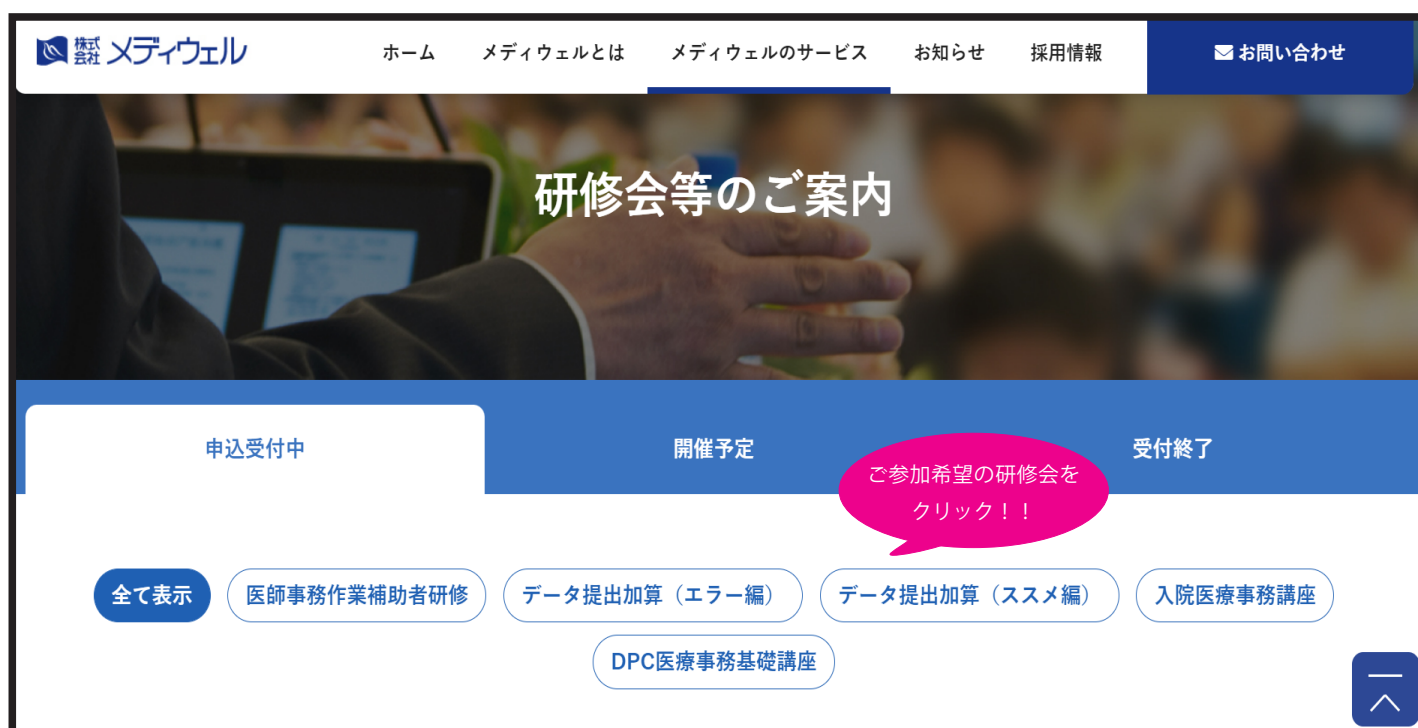 株式会社 メディウェル
ホーム
メディウェルとは
メディウェルのサービス
お知らせ
採用情報
お問い合わせ
研修会等のご案内
申込受付中
開催予定
受付終了
ご参加希望の研修会を
クリック！！
全て表示
医師事務作業補助者研修
データ提出加算（エラー編）
データ提出加算（ススメ編）
入院医療事務講座
DPC医療事務基礎講座